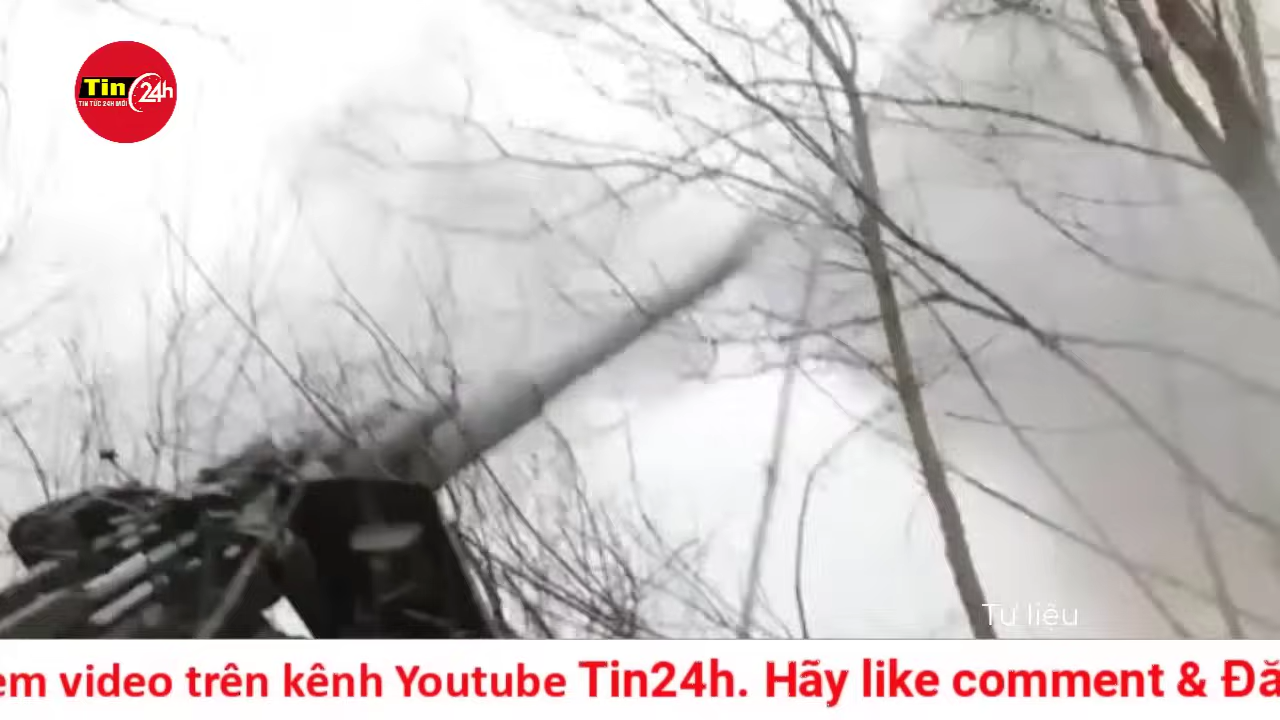 Tin 24h
TIN TỨC 24H MỚI
Tư liệu
em video trên kênh Youtube Tin24h. Hãy like comment & Đă